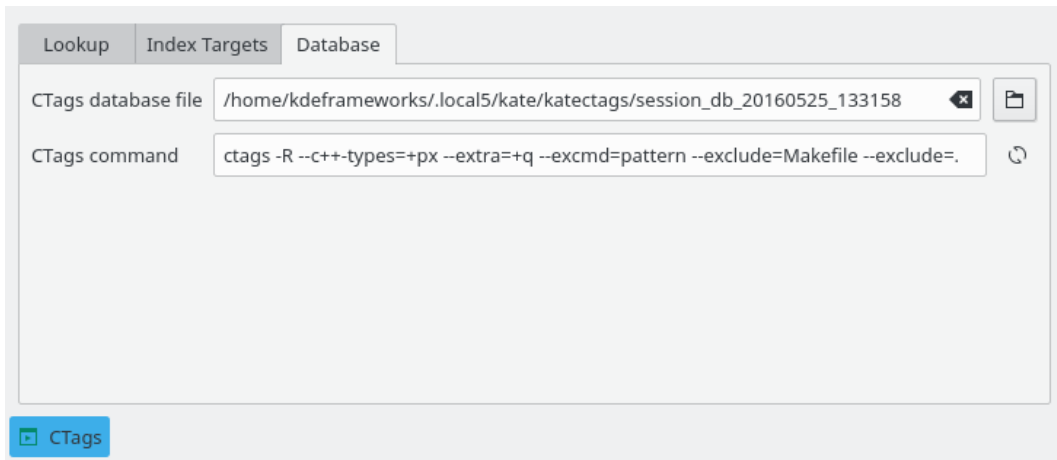 Lookup Index Targets Database
CTags database file /home/kdeframeworks/.local5/kate/katectags/session_db_20160525_133158
CTags command ctags -R --c++-types=+px --extra=+q --excmd=pattern --exclude=Makefile --exclude=.
CTags